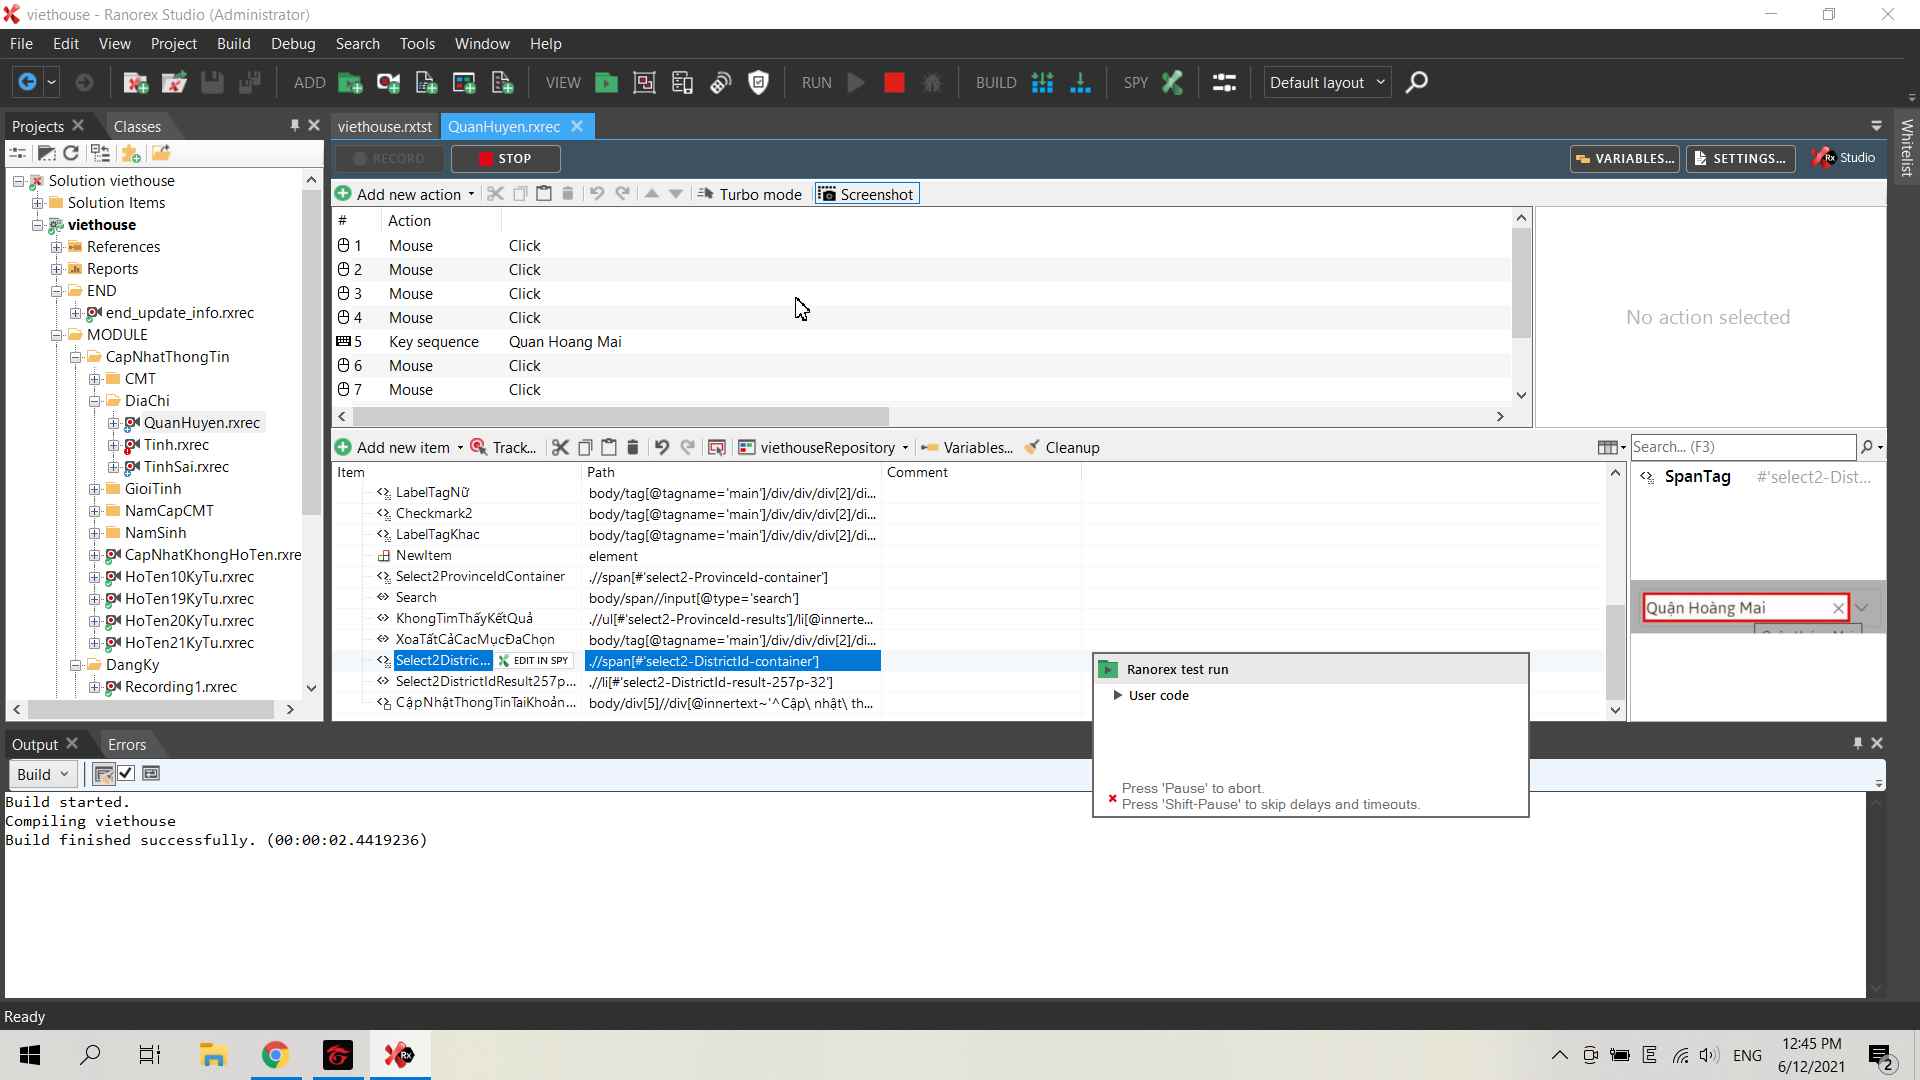 viethouse - Ranorex Studio (Administrator)
File Edit View Project Build Debug Search Tools Window Help
ADD VIEW RUN BUILD SPY Default layout
Projects Classes
viethouse.rxtst QuanHuyen.rxrec
Whitelist
RECORD STOP VARIABLES... SETTINGS... Rx Studio
Add new action Turbo mode Screenshot
Solution viethouse
Solution Items
viethouse
References
Reports
END
end_update_info.rxrec
MODULE
CapNhatThongTin
CMT
DiaChi
QuanHuyen.rxrec
Tinh.rxrec
TinhSai.rxrec
GioiTinh
NamCapCMT
NamSinh
CapNhatKhongHoTen.rxre
HoTen10KyTu.rxrec
HoTen19KyTu.rxrec
HoTen20KyTu.rxrec
HoTen21KyTu.rxrec
DangKy
Recording1.rxrec
# Action
1 Mouse Click
2 Mouse Click
3 Mouse Click
4 Mouse Click
5 Key sequence Quan Hoang Mai
6 Mouse Click
7 Mouse Click
No action selected
Add new item Track... viethouseRepository Variables... Cleanup
Search... (F3)
Item Path Comment
LabelTagNữ body/tag[@tagname='main']/div/div/div[2]/di...
Checkmark2 body/tag[@tagname='main']/div/div/div[2]/di...
LabelTagKhac body/tag[@tagname='main']/div/div/div[2]/di...
NewItem element
Select2ProvinceIdContainer .//span[#'select2-ProvinceId-container']
Search body/span//input[@type='search']
KhongTimThấyKếtQuả .//ul[#'select2-ProvinceId-results']/li[@innerte...
XoaTấtCảCacMụcĐaChọn body/tag[@tagname='main']/div/div/div[2]/di...
Select2Distric... EDIT IN SPY .//span[#'select2-DistrictId-container']
Select2DistrictIdResult257p... .//li[#'select2-DistrictId-result-257p-32']
CậpNhậtThongTinTaiKhoản... body/div[5]//div[@innertext~'^Cập\ nhật\ th...
SpanTag #'select2-Dist...
Quận Hoàng Mai
Ranorex test run
User code
Press 'Pause' to abort.
Press 'Shift-Pause' to skip delays and timeouts.
Output Errors
Build
Build started.
Compiling viethouse
Build finished successfully. (00:00:02.4419236)
Ready
Rx
ENG
12:45 PM
6/12/2021
2